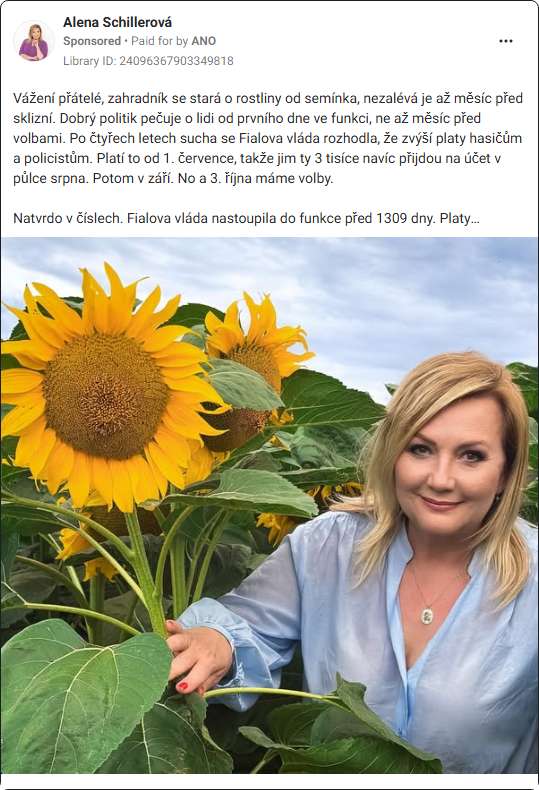 Alena Schillerová
Sponsored • Paid for by ANO
Library ID: 24096367903349818
Vážení přátelé, zahradník se stará o rostliny od semínka, nezalévá je až měsíc před
sklizní. Dobrý politik pečuje o lidi od prvního dne ve funkci, ne až měsíc před
volbami. Po čtyřech letech sucha se Fialova vláda rozhodla, že zvýší platy hasičům
a policistům. Platí to od 1. července, takže jim ty 3 tisíce navíc přijdou na účet v
půlce srpna. Potom v září. No a 3. října máme volby.
Natvrdo v číslech. Fialova vláda nastoupila do funkce před 1309 dny. Platy…